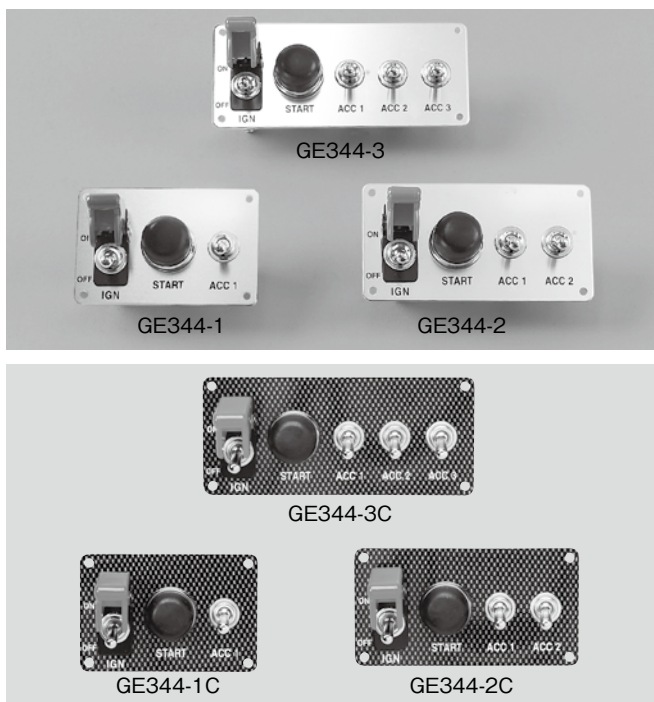 ON
OFF
IGN START ACC 1 ACC 2 ACC 3
GE344-3
OFF
IGN START ACC 1
GE344-1
ON
OFF
IGN START ACC 1 ACC 2
GE344-2
OFF
IGN START ACC 1 ACC 2 ACC 3
GE344-3C
ON
OFF
IGN START ACC 1
GE344-1C
ON
OFF
IGN START ACC 1 ACC 2
GE344-2C